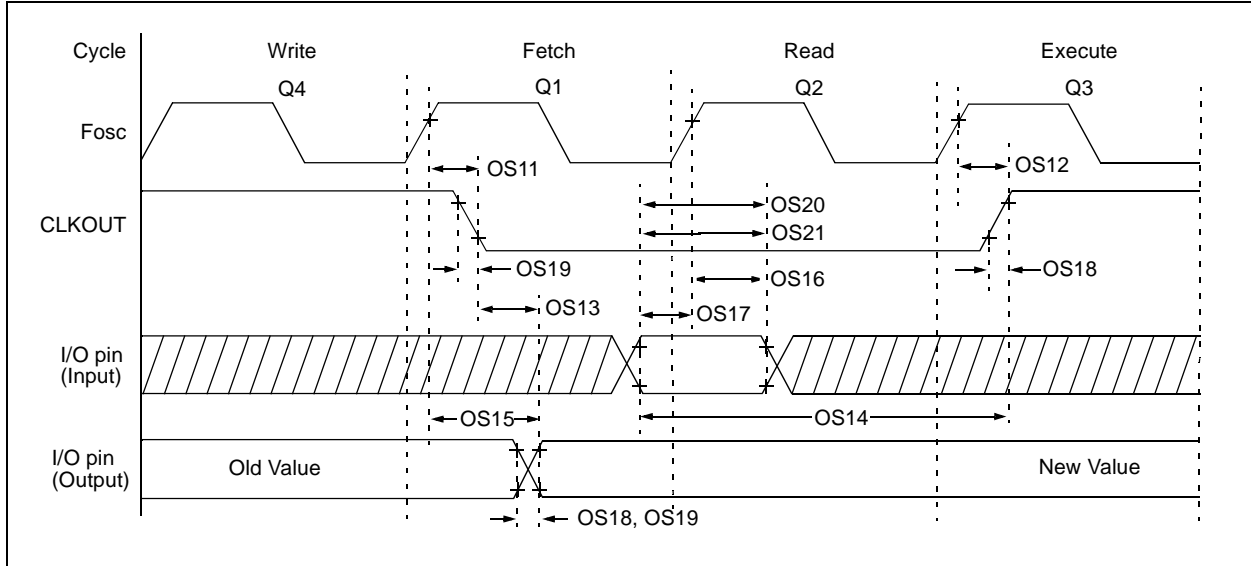 Cycle Write Fetch Read Execute
Q4 Q1 Q2 Q3
Fosc
OS11 OS12
CLKOUT
OS20
OS21
OS19 OS16 OS18
OS13 OS17
I/O pin
(Input)
OS15 OS14
I/O pin
(Output)
Old Value New Value
OS18, OS19